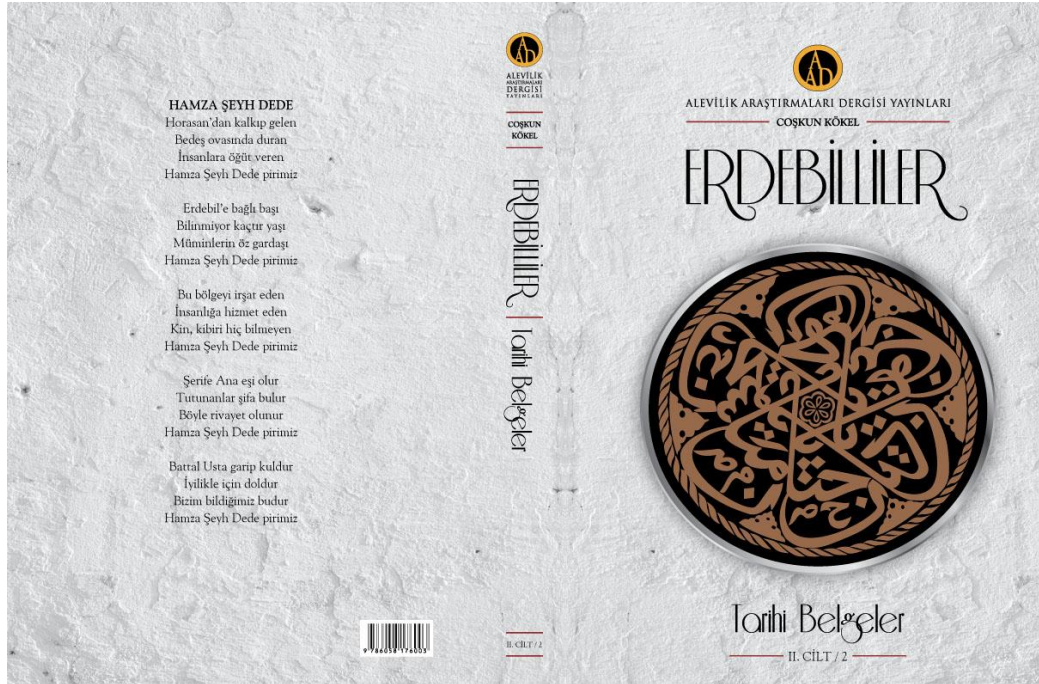 HAMZA ŞEYH DEDE
Horasan’dan kalkıp gelen
Bedeş ovasında duran
İnsanlara öğüt veren
Hamza Şeyh Dede pirimiz
Erdebil’e bağlı başı
Bilinmiyor kaçtır yaşı
Müminlerin öz gardaşı
Hamza Şeyh Dede pirimiz
Bu bölgeyi irşat eden
İnsanlığa hizmet eden
Kin, kibiri hiç bilmeyen
Hamza Şeyh Dede pirimiz
Şerife Ana eşi olur
Tutunanlar şifa bulur
Böyle rivayet olunur
Hamza Şeyh Dede pirimiz
Battal Usta garip kuldur
İyilikle için doldur
Bizim bildiğimiz budur
Hamza Şeyh Dede pirimiz
9 786058 176003
AAD
ALEVİLİK
ARAŞTIRMALARI
DERGİSİ
YAYINLARI
COŞKUN
KÖKEL
ERDEBİLLİLER
Tarihi Belgeler
II. CİLT / 2
AAD
ALEVİLİK ARAŞTIRMALARI DERGİSİ YAYINLARI
COŞKUN KÖKEL
ERDEBİLLİLER
Tarihi Belgeler
II. CİLT / 2